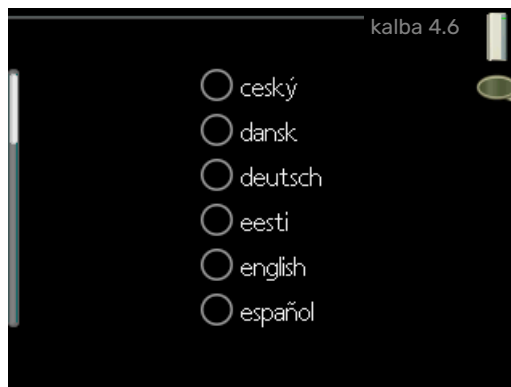 kalba 4.6
ceský
dansk
deutsch
eesti
english
español